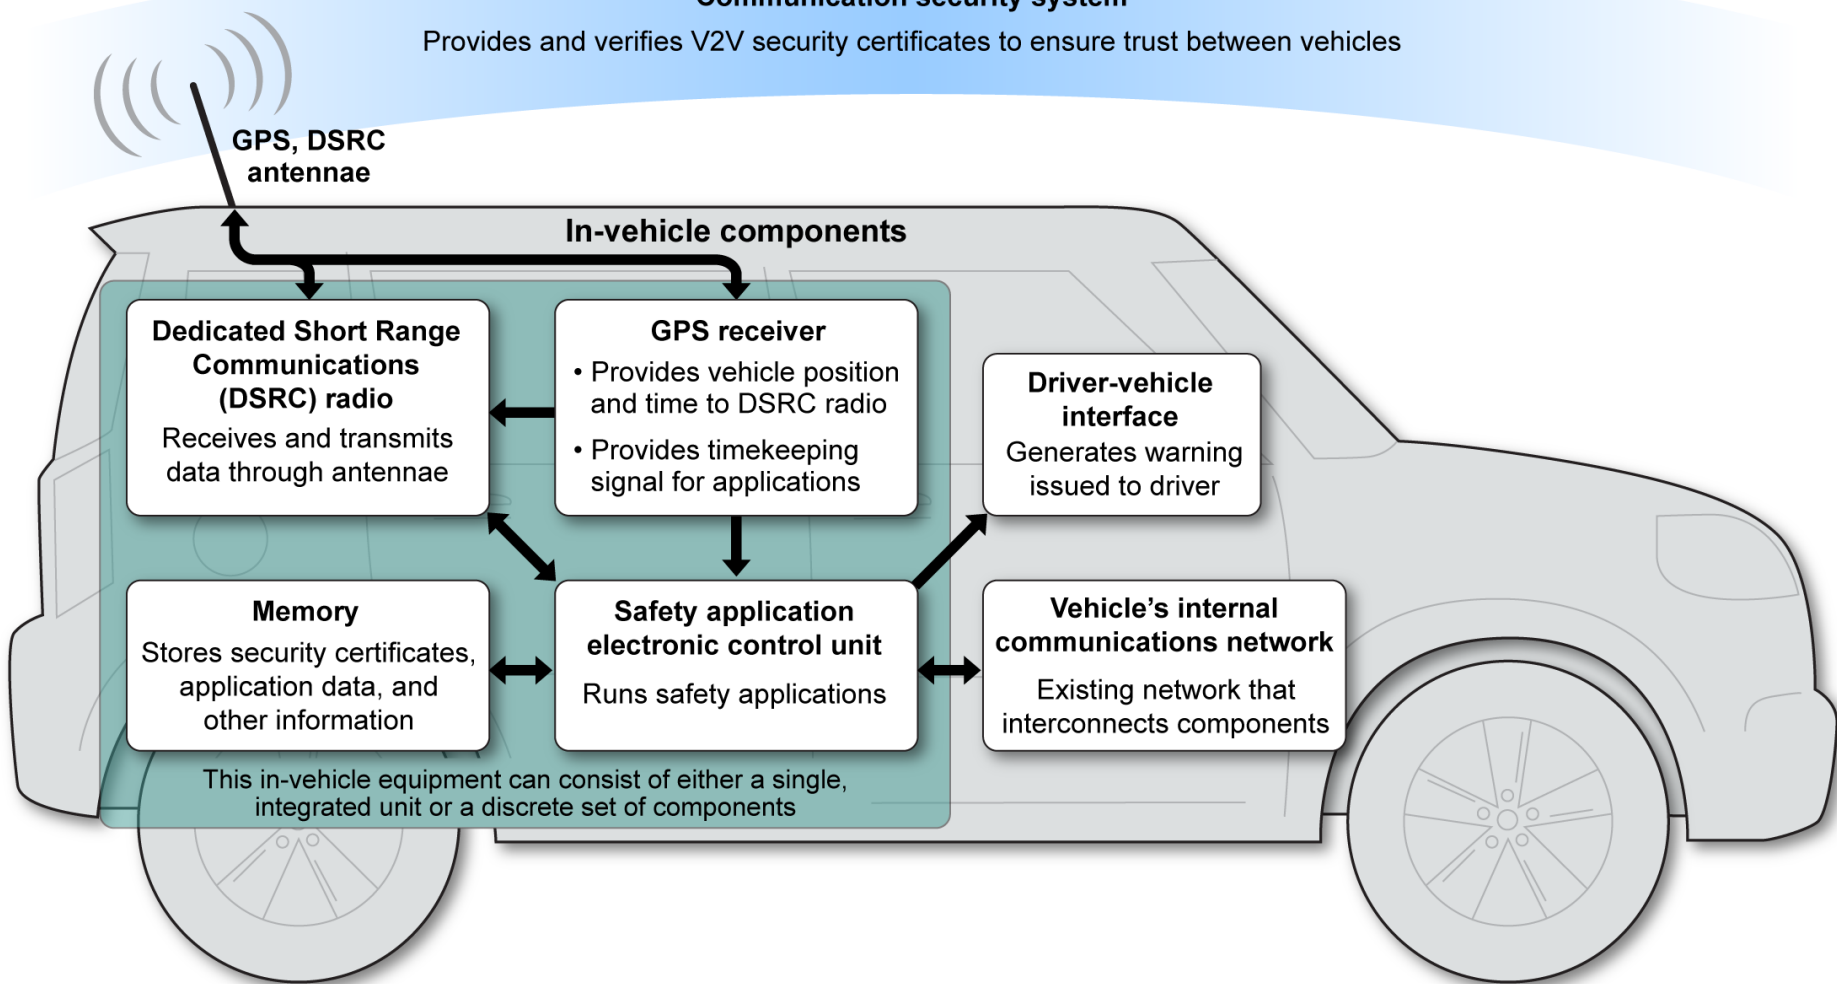 Communication security system
Provides and verifies V2V security certificates to ensure trust between vehicles
GPS, DSRC
antennae
In-vehicle components
Dedicated Short Range
Communications
(DSRC) radio
Receives and transmits
data through antennae
GPS receiver
• Provides vehicle position
and time to DSRC radio
• Provides timekeeping
signal for applications
Driver-vehicle
interface
Generates warning
issued to driver
Memory
Stores security certificates,
application data, and
other information
Safety application
electronic control unit
Runs safety applications
Vehicle’s internal
communications network
Existing network that
interconnects components
This in-vehicle equipment can consist of either a single,
integrated unit or a discrete set of components